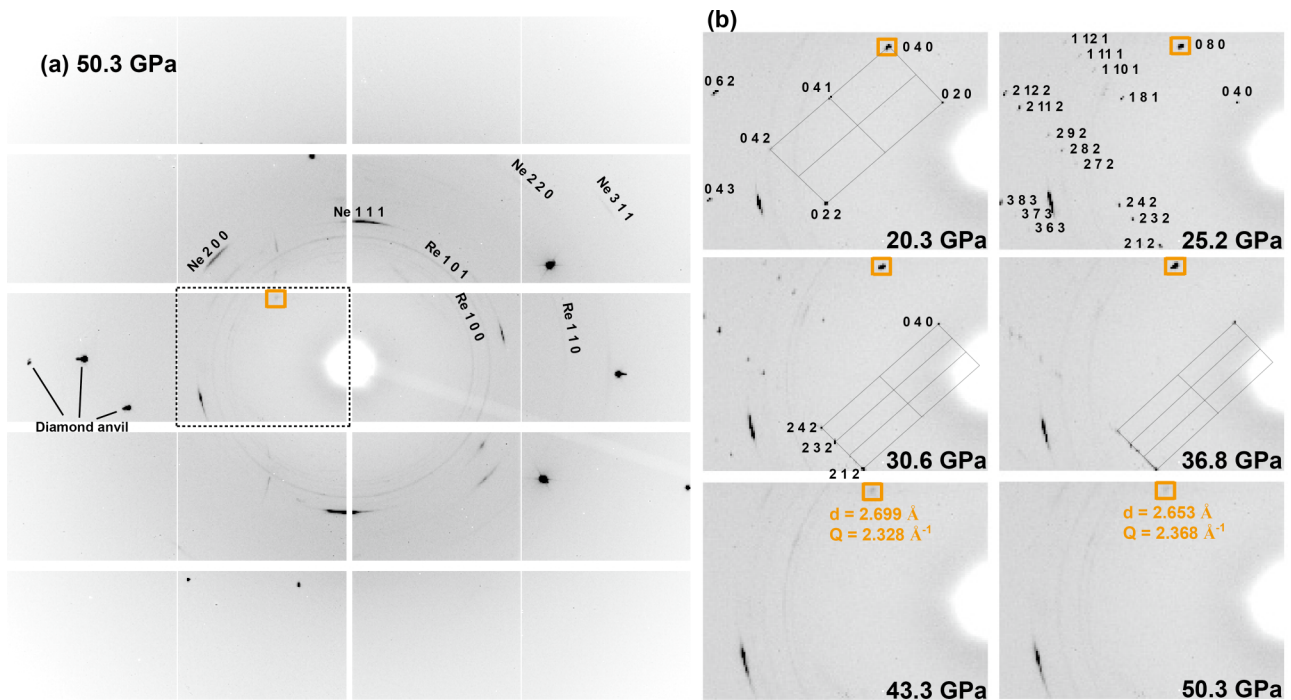 (a) 50.3 GPa
Ne 2 2 0
Ne 3 1 1
Ne 1 1 1
Ne 2 0 0
Re 1 0 1
Re 1 0 0
Re 1 1 0
Diamond anvil
(b)
0 4 0
0 6 2
0 4 1
0 2 0
0 4 2
0 4 3
0 2 2
20.3 GPa
1 12 1
1 11 1
1 10 1
0 8 0
2 12 2
2 11 2
1 8 1
0 4 0
2 9 2
2 8 2
2 7 2
3 8 3
3 7 3
3 6 3
2 4 2
2 3 2
2 1 2
25.2 GPa
0 4 0
2 4 2
2 3 2
2 1 2
30.6 GPa
36.8 GPa
d = 2.699 Å
Q = 2.328 Å-1
43.3 GPa
d = 2.653 Å
Q = 2.368 Å-1
50.3 GPa